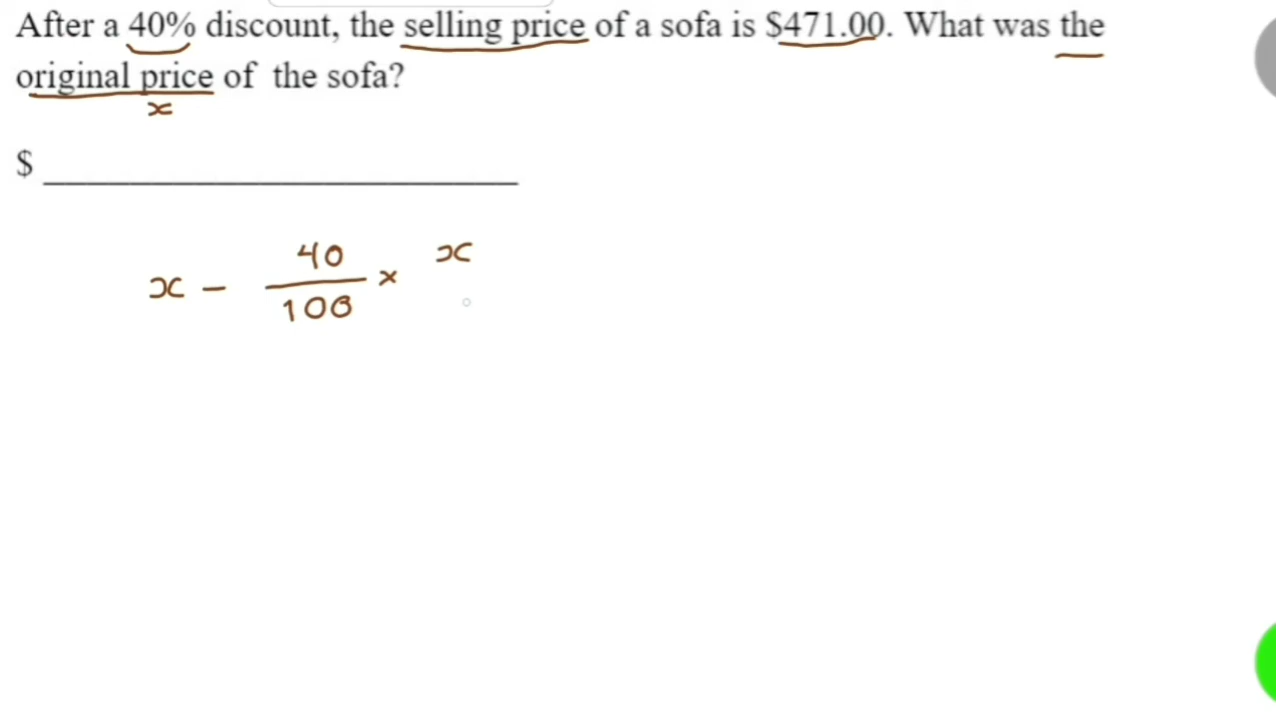 After a 40% discount, the selling price of a sofa is $471.00. What was the
original price of the sofa?
x
$ ____________________
x - 40/100 × x